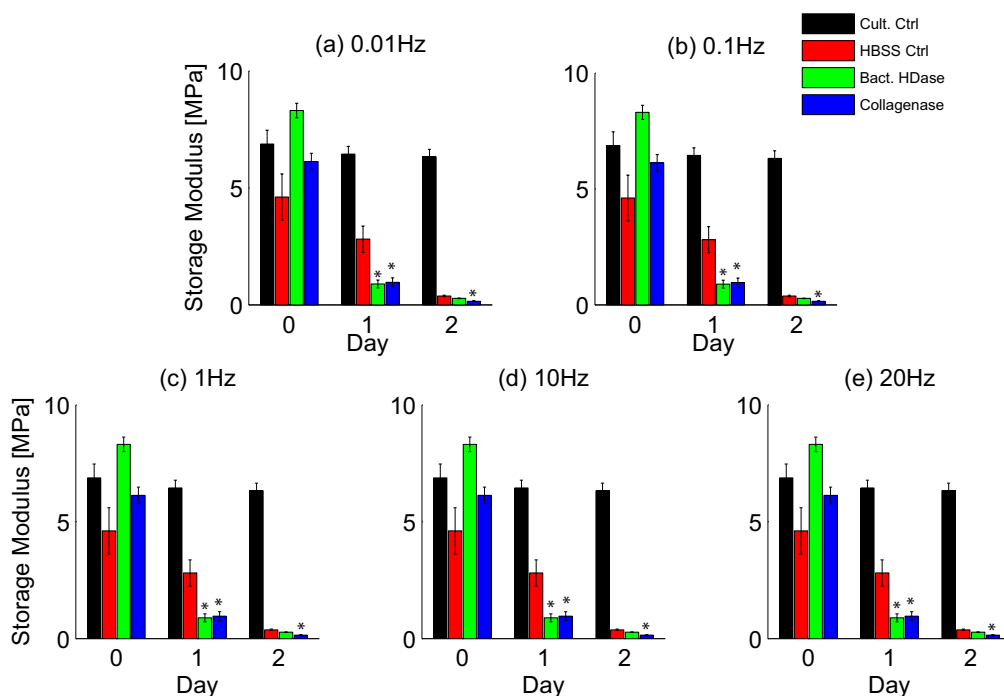 Cult. Ctrl
HBSS Ctrl
Bact. HDase
Collagenase
(a) 0.01Hz
Storage Modulus [MPa]
10
5
0
* *
*
0 1 2
Day
(b) 0.1Hz
10
5
0
* *
*
0 1 2
Day
(c) 1Hz
Storage Modulus [MPa]
10
5
0
* *
*
0 1 2
Day
(d) 10Hz
10
5
0
* *
*
0 1 2
Day
(e) 20Hz
10
5
0
* *
*
0 1 2
Day